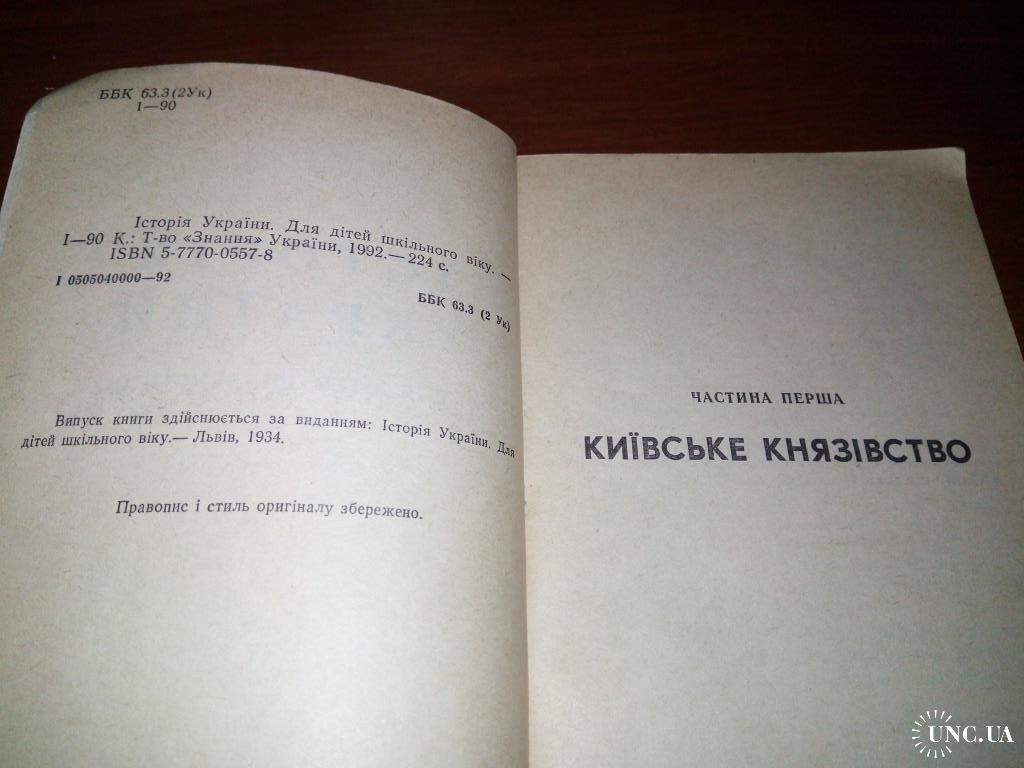 ББК 63.3(2Ук)
І—90
Історія України. Для дітей шкільного віку. —
І—90 К.: Т-во «Знання» України, 1992.— 224 с.
ISBN 5-7770-0557-8
І 0505040000—92
ББК 63.3 (2 Ук)
Випуск книги здійснюється за виданням: Історія України. Для
дітей шкільного віку.— Львів, 1934.
Правопис і стиль оригіналу збережено.
ЧАСТИНА ПЕРША
КИЇВСЬКЕ КНЯЗІВСТВО
UNC.UA